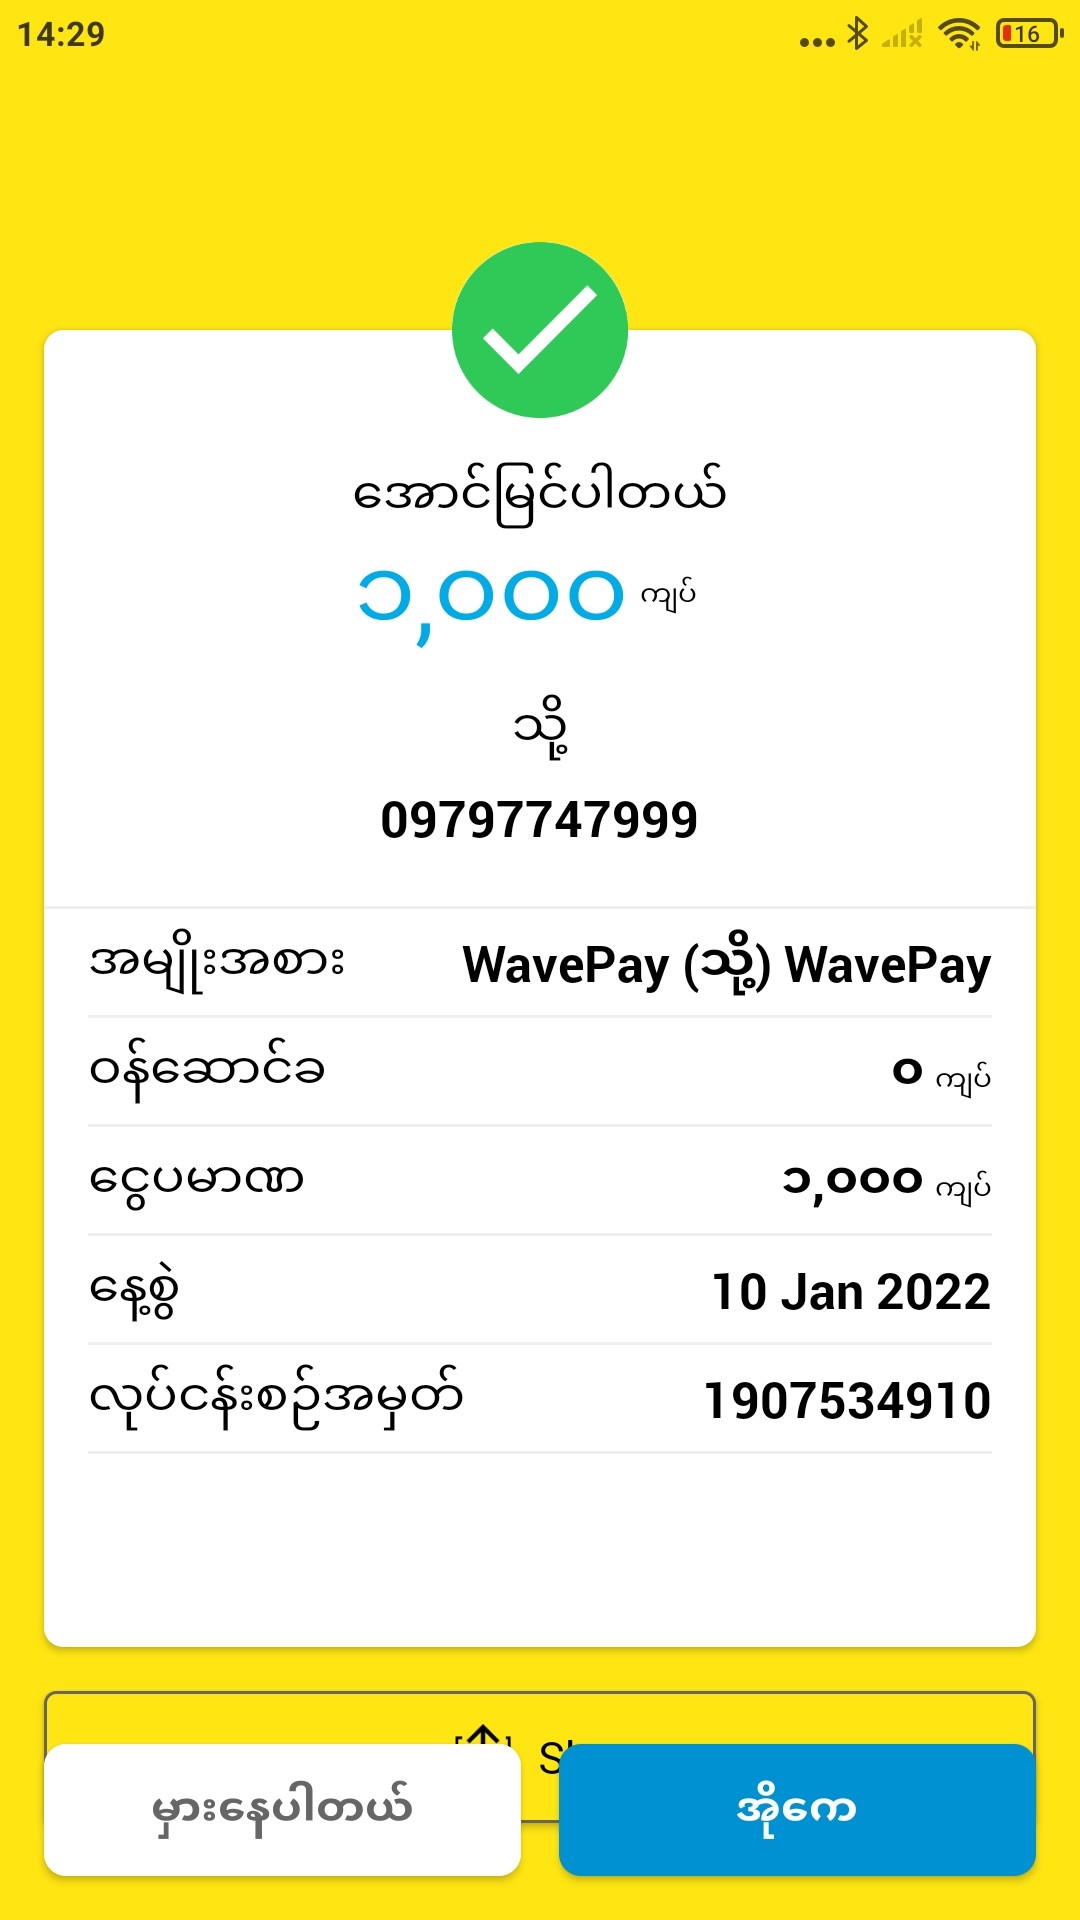 14:29
16
အောင်မြင်ပါတယ်
၁,၀၀၀ ကျပ်
သို့
09797747999
အမျိုးအစား WavePay (သို့) WavePay
ဝန်ဆောင်ခ ၀ ကျပ်
ငွေပမာဏ ၁,၀၀၀ ကျပ်
နေ့စွဲ 10 Jan 2022
လုပ်ငန်းစဉ်အမှတ် 1907534910
မှားနေပါတယ် အိုကေ